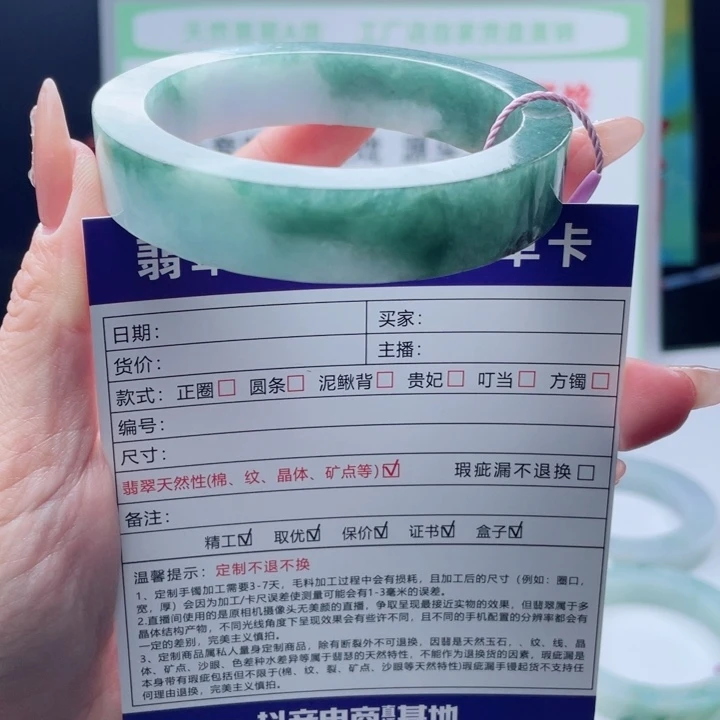 翡
卡
日期：
买家：
货价：
主播：
款式： 正圈□ 圆条□ 泥鳅背□ 贵妃□ 叮当□ 方镯□
编号：
尺寸：
翡翠天然性(棉、纹、晶体、矿点等)☑ 瑕疵漏不退换□
备注：
精工☑ 取优☑ 保价☑ 证书☑ 盒子☑
温馨提示：定制不退不换
1、定制手镯加工需要3-7天，毛料加工过程中会有损耗，且加工后的尺寸（例如：圈口，
宽，厚）会因为加工/卡尺误差使测量可能会有1-3毫米的误差。
2.直播间使用的是原相机摄像头无美颜的直播，争取呈现最接近实物的效果，但翡翠属于多
晶体结构产物，不同光线角度下呈现效果会有些许不同，且不同的手机配置的分辨率都会有
一定的差别，完美主义慎拍。
3、定制商品属私人量身定制商品，除有断裂外不可退换，因翡是天然玉石，、纹、线、晶
体、矿点、沙眼、色差种水差异等属于翡瑟的天然特性，不能作为退换货的因素，瑕疵漏是
本身带有瑕疵包括但不限于(棉、纹、裂、矿点、沙眼等天然特性)瑕疵漏手镯起货不支持任
何理由退换，完美主义慎拍。
抖音电商直播基地